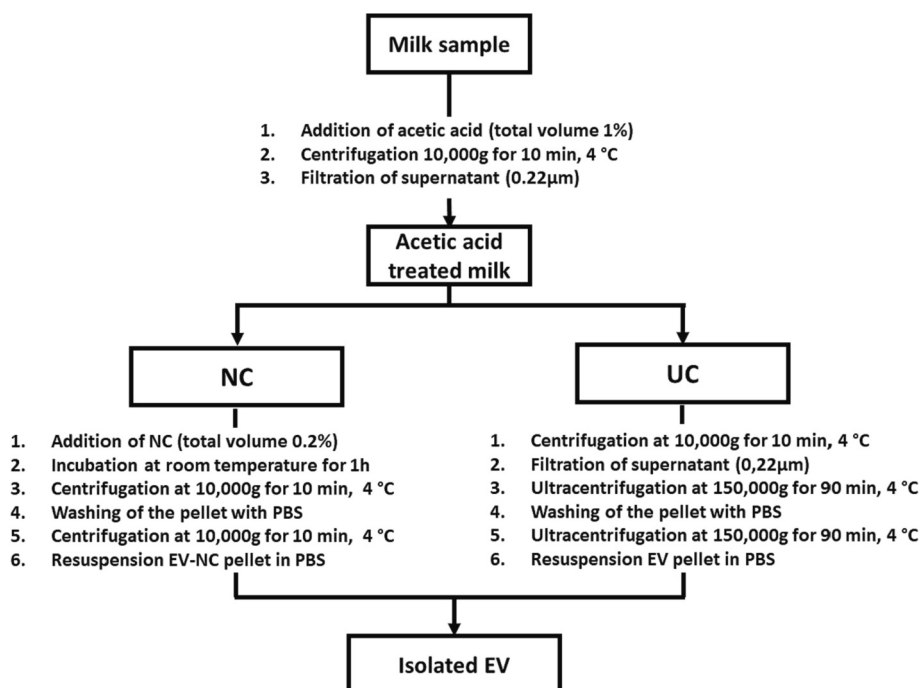 Milk sample
1. Addition of acetic acid (total volume 1%)
2. Centrifugation 10,000g for 10 min, 4 °C
3. Filtration of supernatant (0.22µm)
Acetic acid
treated milk
NC
1. Addition of NC (total volume 0.2%)
2. Incubation at room temperature for 1h
3. Centrifugation at 10,000g for 10 min, 4 °C
4. Washing of the pellet with PBS
5. Centrifugation at 10,000g for 10 min, 4 °C
6. Resuspension EV-NC pellet in PBS
UC
1. Centrifugation at 10,000g for 10 min, 4 °C
2. Filtration of supernatant (0,22µm)
3. Ultracentrifugation at 150,000g for 90 min, 4 °C
4. Washing of the pellet with PBS
5. Ultracentrifugation at 150,000g for 90 min, 4 °C
6. Resuspension EV pellet in PBS
Isolated EV